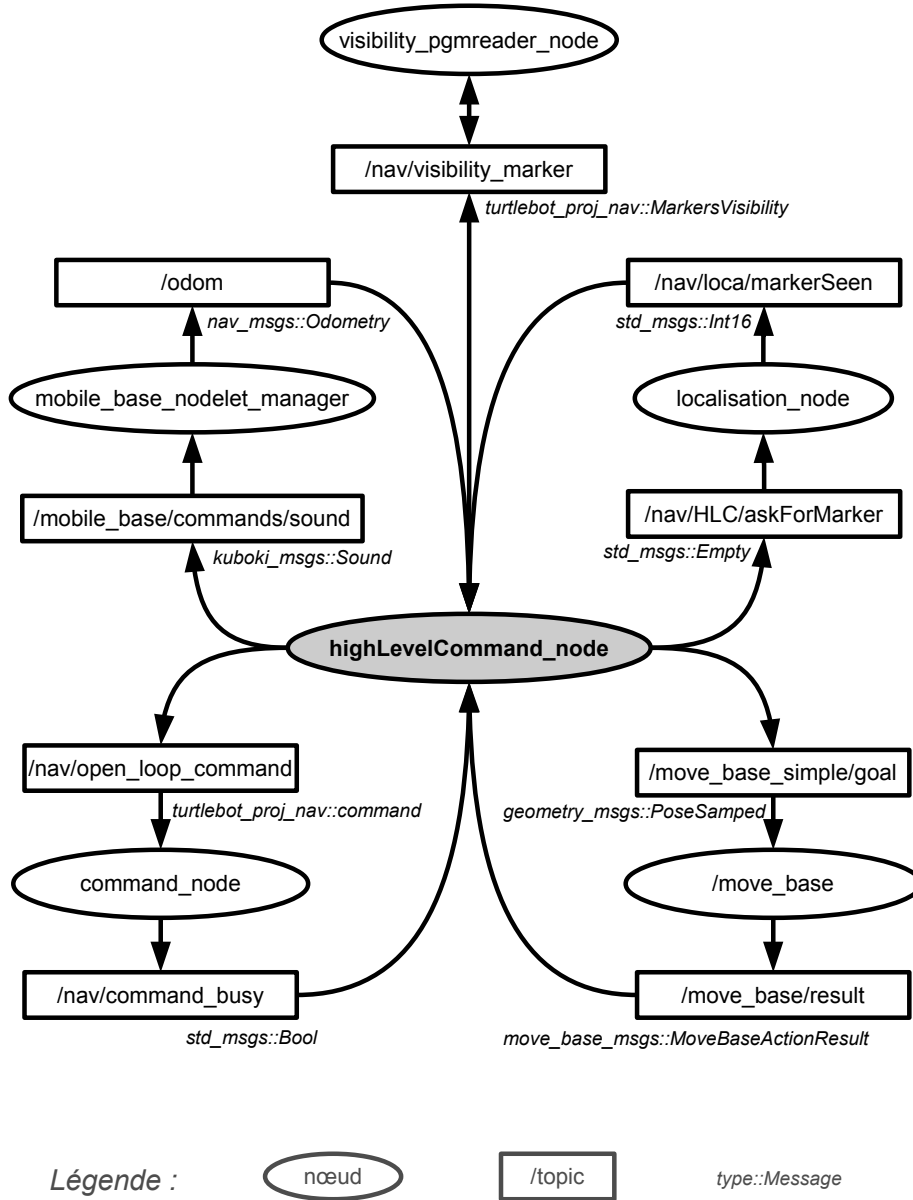 visibility_pgmreader_node
/nav/visibility_marker
turtlebot_proj_nav::MarkersVisibility
/odom
nav_msgs::Odometry
/nav/loca/markerSeen
std_msgs::Int16
mobile_base_nodelet_manager
localisation_node
/mobile_base/commands/sound
kuboki_msgs::Sound
/nav/HLC/askForMarker
std_msgs::Empty
highLevelCommand_node
/nav/open_loop_command
turtlebot_proj_nav::command
/move_base_simple/goal
geometry_msgs::PoseSamped
command_node
/move_base
/nav/command_busy
std_msgs::Bool
/move_base/result
move_base_msgs::MoveBaseActionResult
Légende :
nœud
/topic
type::Message